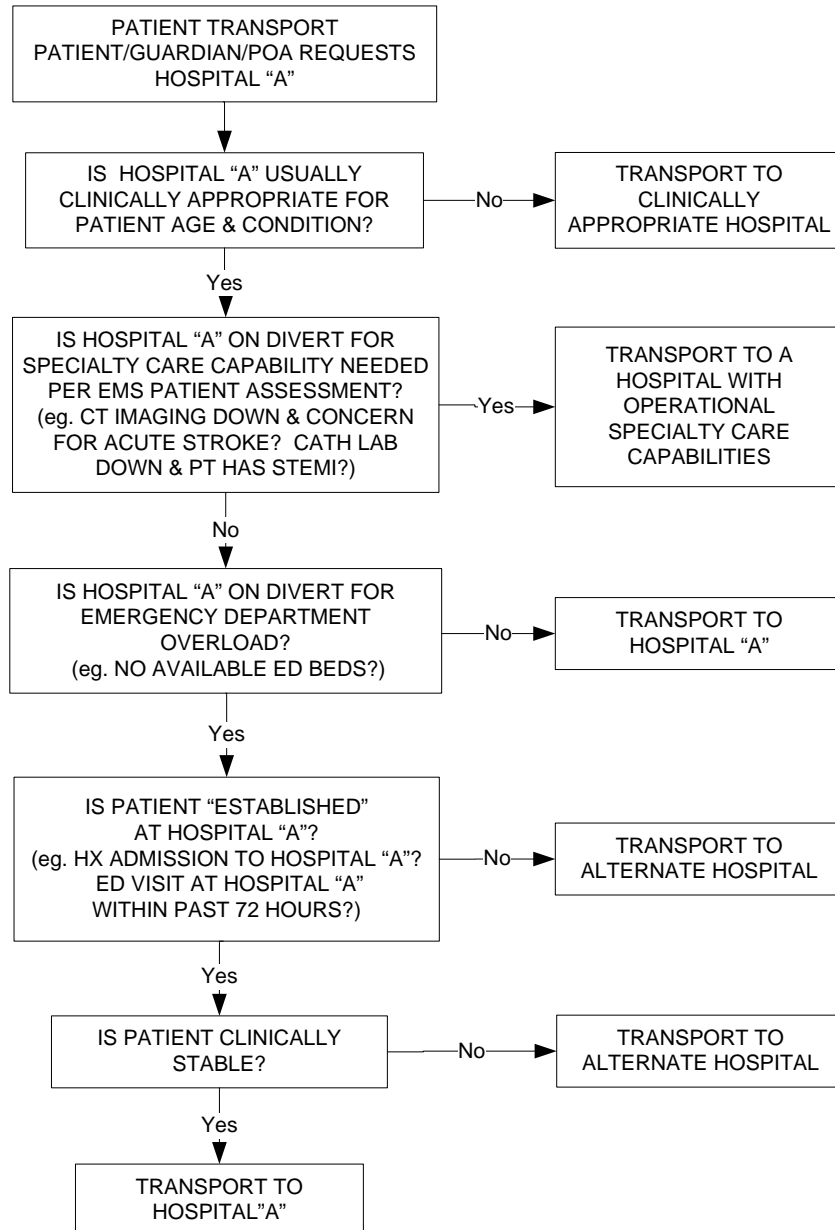 PATIENT TRANSPORT
PATIENT/GUARDIAN/POA REQUESTS
HOSPITAL “A”
IS HOSPITAL “A” USUALLY
CLINICALLY APPROPRIATE FOR
PATIENT AGE & CONDITION?
No
TRANSPORT TO
CLINICALLY
APPROPRIATE HOSPITAL
Yes
IS HOSPITAL “A” ON DIVERT FOR
SPECIALTY CARE CAPABILITY NEEDED
PER EMS PATIENT ASSESSMENT?
(eg. CT IMAGING DOWN & CONCERN
FOR ACUTE STROKE? CATH LAB
DOWN & PT HAS STEMI?)
Yes
TRANSPORT TO A
HOSPITAL WITH
OPERATIONAL
SPECIALTY CARE
CAPABILITIES
No
IS HOSPITAL “A” ON DIVERT FOR
EMERGENCY DEPARTMENT
OVERLOAD?
(eg. NO AVAILABLE ED BEDS?)
No
TRANSPORT TO
HOSPITAL “A”
Yes
IS PATIENT “ESTABLISHED”
AT HOSPITAL “A”?
(eg. HX ADMISSION TO HOSPITAL “A”?
ED VISIT AT HOSPITAL “A”
WITHIN PAST 72 HOURS?)
No
TRANSPORT TO
ALTERNATE HOSPITAL
Yes
IS PATIENT CLINICALLY
STABLE?
No
TRANSPORT TO
ALTERNATE HOSPITAL
Yes
TRANSPORT TO
HOSPITAL”A”